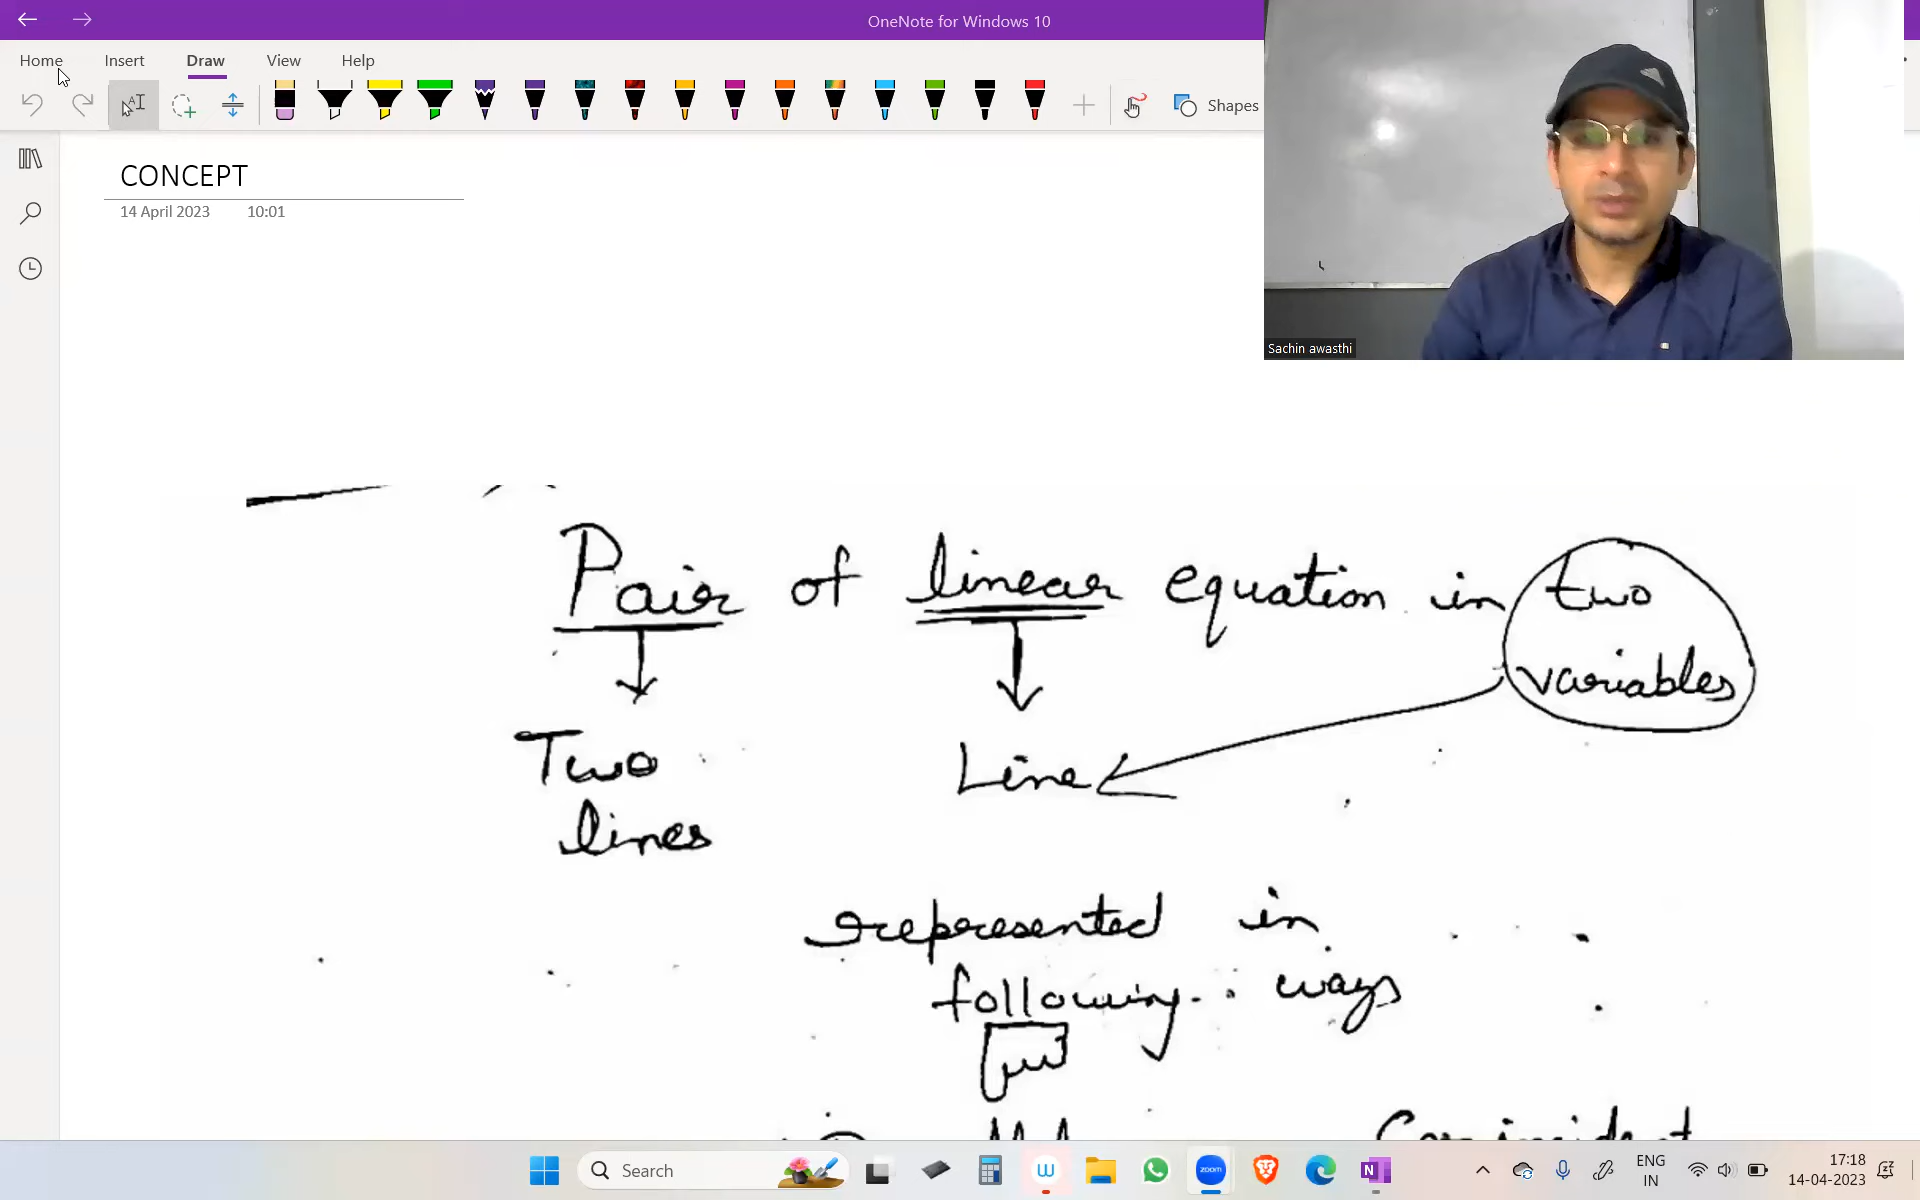 OneNote for Windows 10
Home Insert Draw View Help
Shapes
CONCEPT
14 April 2023 10:01
Sachin awasthi
Pair of linear equation in two
variables
Two Line
lines
represented in
following ways
Search
ENG
IN
17:18
14-04-2023